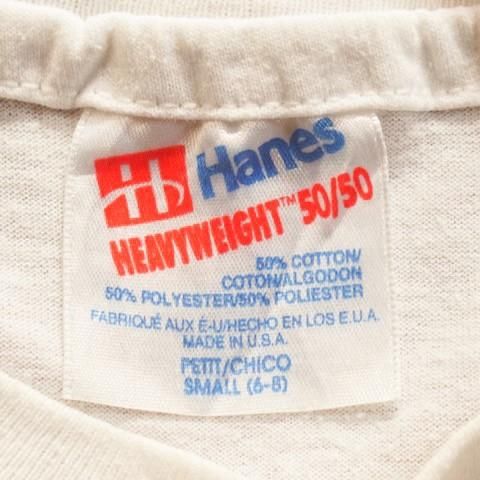 Hanes
HEAVYWEIGHT™ 50/50
50% COTTON/
COTON/ALGODON
50% POLYESTER/50% POLIESTER
FABRIQUÉ AUX É-U/HECHO EN LOS E.U.A.
MADE IN U.S.A.
PETIT/CHICO
SMALL (6-8)